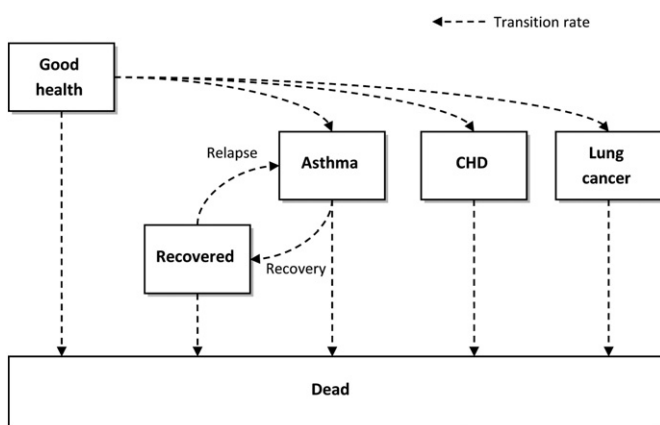 Transition rate
Good
health
Relapse
Asthma
CHD
Lung
cancer
Recovered
Recovery
Dead